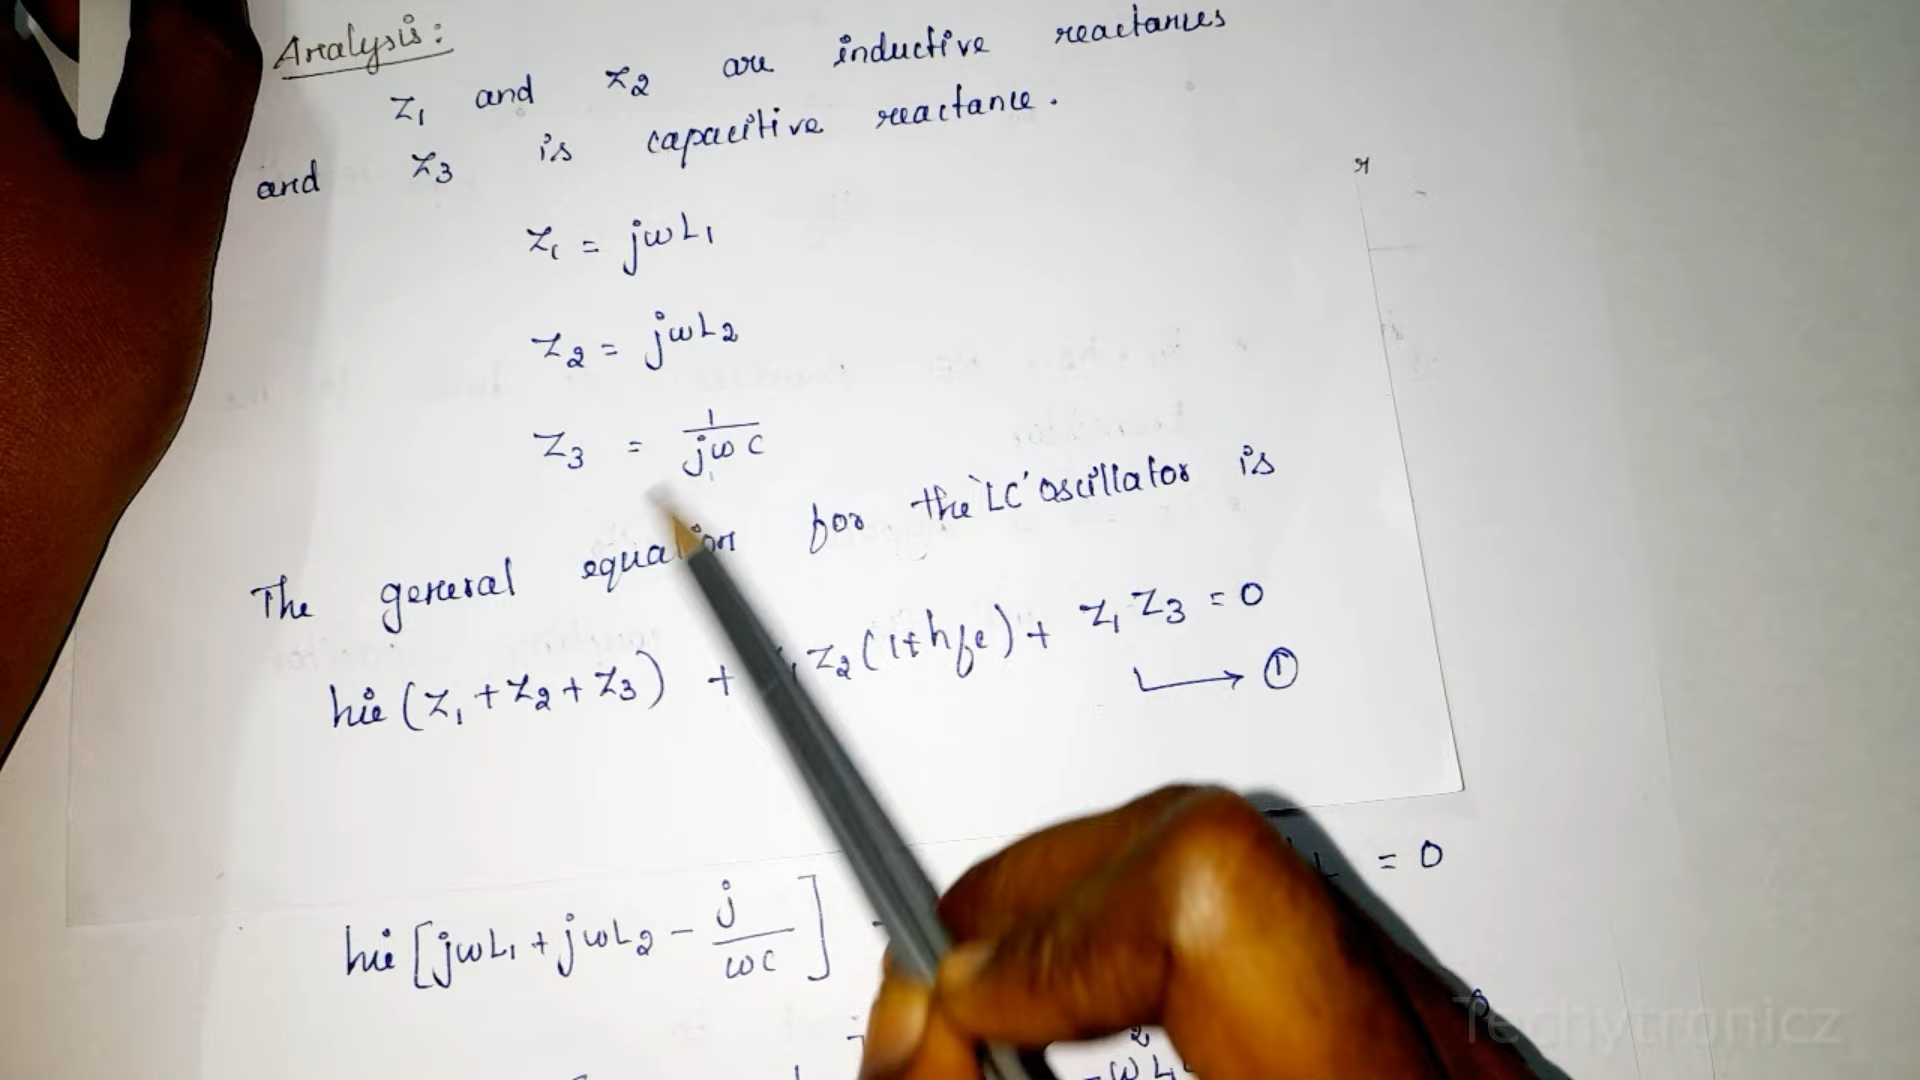 Analysis:
Z1 and Z2 are inductive reactances
and Z3 is capacitive reactance.
Z1 = jωL1
Z2 = jωL2
Z3 = 1/jωC
The general equation for the 'LC' oscillator is
hie (Z1 + Z2 + Z3) + Z2 (1+hfe) + Z1 Z3 = 0
→ ①
= 0
hie [jωL1 + jωL2 - j/ωC]
Techytronicz